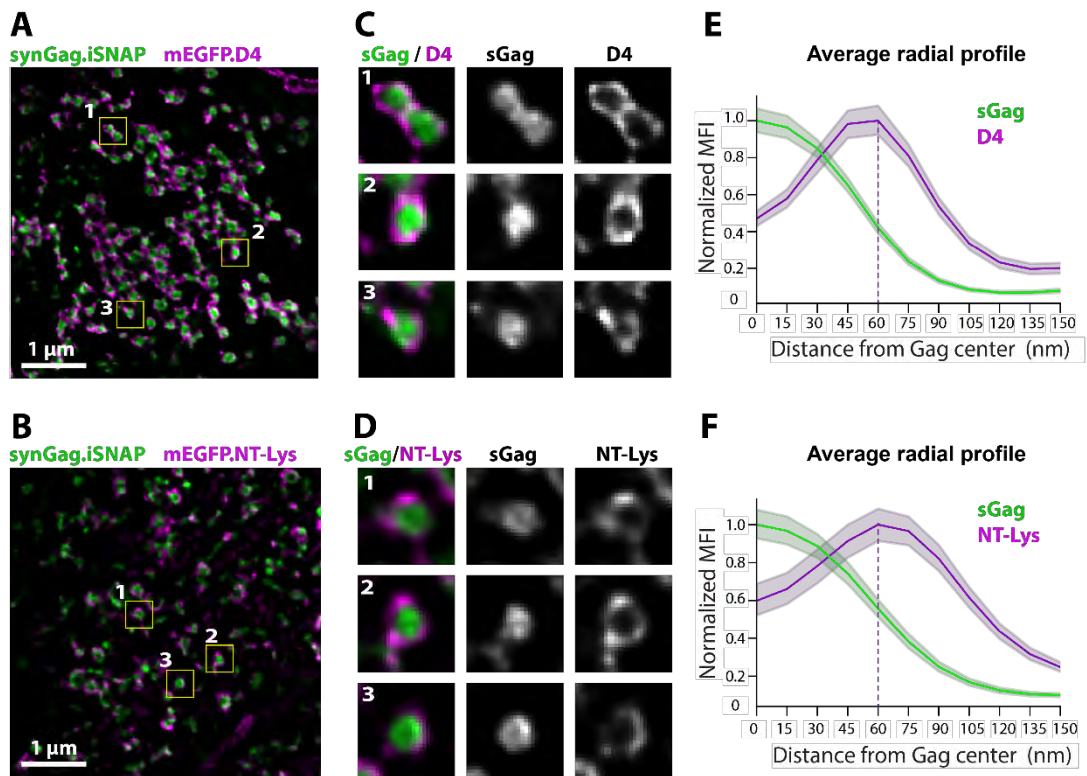 A
synGag.iSNAP mEGFP.D4
1
2
3
1 µm
C
sGag / D4 sGag D4
1
2
3
E
Average radial profile
sGag
D4
Normalized MFI
1.0
0.8
0.6
0.4
0.2
0
0 15 30 45 60 75 90 105 120 135 150
Distance from Gag center (nm)
B
synGag.iSNAP mEGFP.NT-Lys
1
2
3
1 µm
D
sGag/NT-Lys sGag NT-Lys
1
2
3
F
Average radial profile
sGag
NT-Lys
Normalized MFI
1.0
0.8
0.6
0.4
0.2
0
0 15 30 45 60 75 90 105 120 135 150
Distance from Gag center (nm)